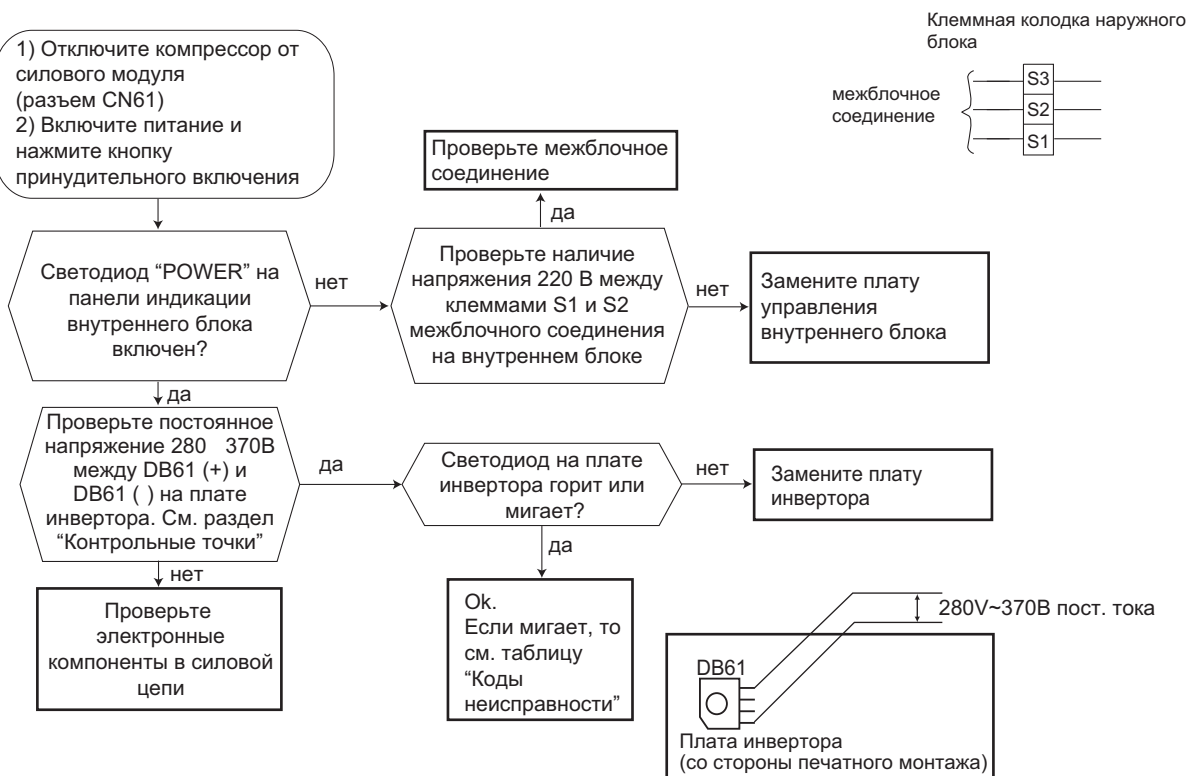 1) Отключите компрессор от
силового модуля
(разъем CN61)
2) Включите питание и
нажмите кнопку
принудительного включения
Клеммная колодка наружного
блока
межблочное
соединение
S3
S2
S1
Проверьте межблочное
соединение
да
Светодиод “POWER” на
панели индикации
внутреннего блока
включен?
нет
Проверьте наличие
напряжения 220 В между
клеммами S1 и S2
межблочного соединения
на внутреннем блоке
нет
Замените плату
управления
внутреннего блока
да
Проверьте постоянное
напряжение 280 370В
между DB61 (+) и
DB61 ( ) на плате
инвертора. См. раздел
“Контрольные точки”
да
Светодиод на плате
инвертора горит или
мигает?
нет
Замените плату
инвертора
нет
да
Проверьте
электронные
компоненты в силовой
цепи
Ok.
Если мигает, то
см. таблицу
“Коды
неисправности”
280V~370В пост. тока
DB61
Плата инвертора
(со стороны печатного монтажа)